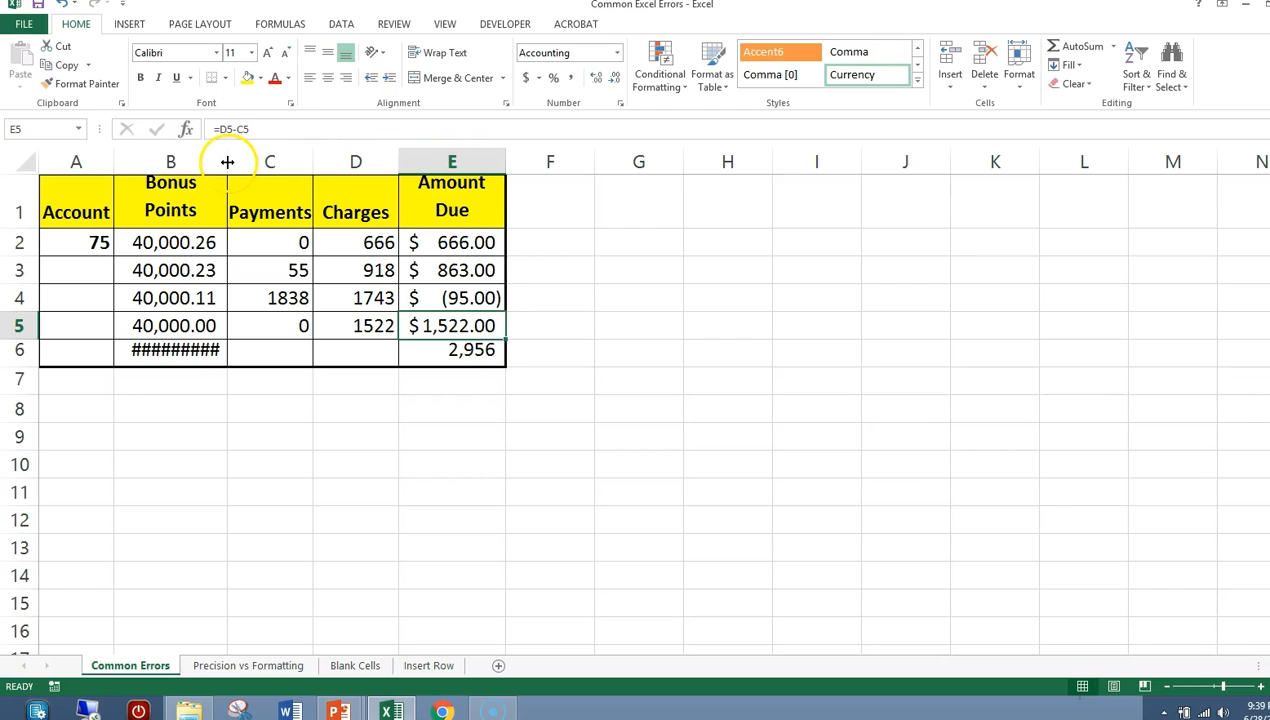 Common Excel Errors - Excel
FILE HOME INSERT PAGE LAYOUT FORMULAS DATA REVIEW VIEW DEVELOPER ACROBAT
Paste
Cut
Copy
Format Painter
Clipboard
Calibri 11
B I U
Font
Wrap Text
Merge & Center
Alignment
Accounting
$ % ,
Number
Conditional Formatting
Format as Table
Accent6 Comma
Comma [0] Currency
Styles
Insert Delete Format
Cells
AutoSum
Fill
Clear
Sort & Filter
Find & Select
Editing
E5 fx =D5-C5
A B C D E F G H I J K L M N
1 Account Bonus Points Payments Charges Amount Due
2 75 40,000.26 0 666 $ 666.00
3 40,000.23 55 918 $ 863.00
4 40,000.11 1838 1743 $ (95.00)
5 40,000.00 0 1522 $ 1,522.00
6 ######### 2,956
7
8
9
10
11
12
13
14
15
16
Common Errors Precision vs Formatting Blank Cells Insert Row
READY
9:39